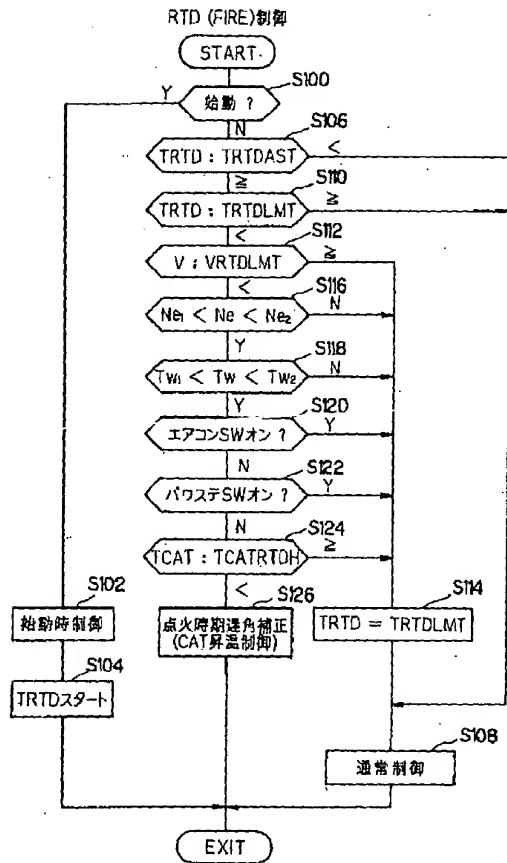 RTD (FIRE)制御
START
S100
Y
始動 ?
N
S106
TRTD : TRTDAST
<
≧
S110
TRTD : TRTDLMT
≧
<
S112
V : VRTDLMT
≧
<
S116
Ne1 < Ne < Ne2
N
Y
S118
Tw1 < Tw < Tw2
N
Y
S120
エアコンSWオン ?
Y
N
S122
パワステSWオン ?
Y
N
S124
TCAT : TCATRTDH
≧
<
S102
始動時制御
S126
点火時期遅角補正
(CAT昇温制御)
S114
TRTD = TRTDLMT
S104
TRTDスタート
S108
通常制御
EXIT